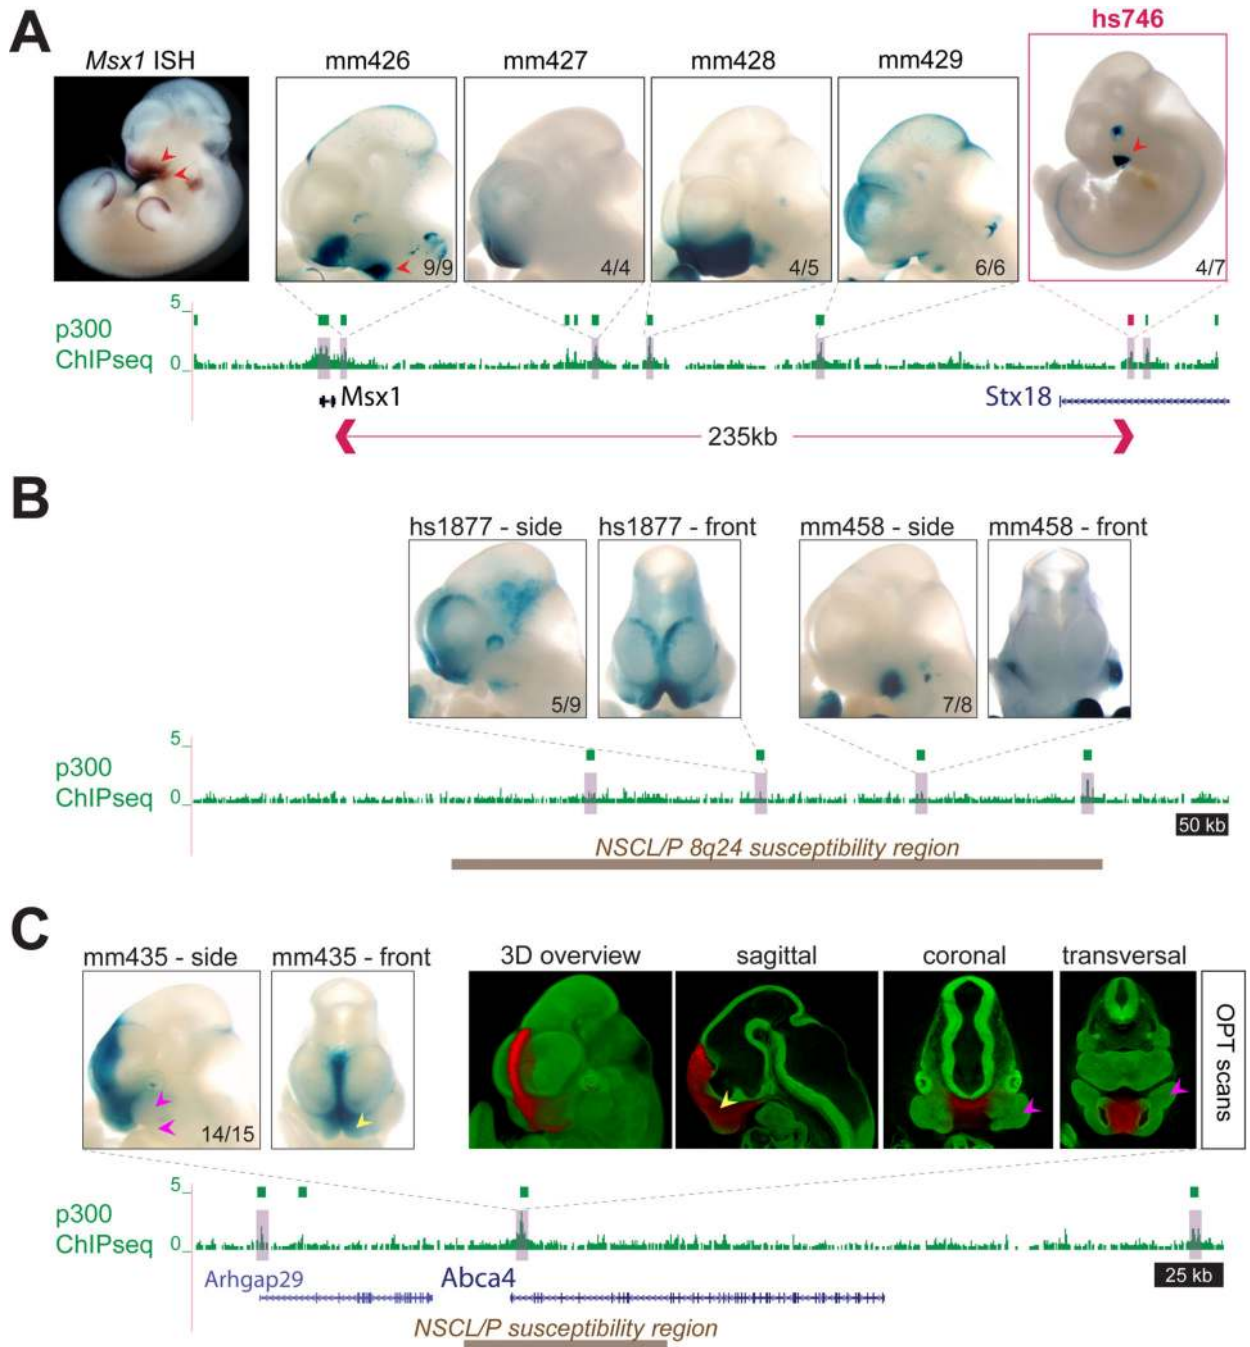 A
hs746
Msx1 ISH
mm426
mm427
mm428
mm429
9/9
4/4
4/5
6/6
4/7
5
p300
ChIPseq
0
Msx1
Stx18
235kb
B
hs1877 - side
hs1877 - front
mm458 - side
mm458 - front
5/9
7/8
5
p300
ChIPseq
0
50 kb
NSCL/P 8q24 susceptibility region
C
mm435 - side
mm435 - front
3D overview
sagittal
coronal
transversal
OPT scans
14/15
5
p300
ChIPseq
0
Arhgap29
Abca4
25 kb
NSCL/P susceptibility region